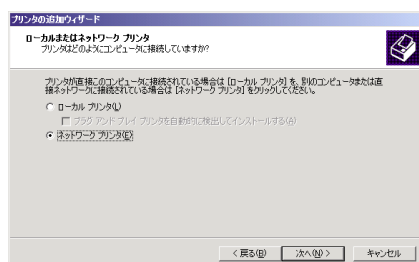 プリンタの追加ウィザード
ローカルまたはネットワーク プリンタ
プリンタはどのようにコンピュータに接続していますか?
プリンタが直接このコンピュータに接続されている場合は [ローカル プリンタ] を、別のコンピュータまたは直
接ネットワークに接続されている場合は [ネットワーク プリンタ] をクリックしてください。
ローカル プリンタ(L)
プラグ アンド プレイ プリンタを自動的に検出してインストールする(A)
ネットワーク プリンタ(E)
< 戻る(B)
次へ(N) >
キャンセル